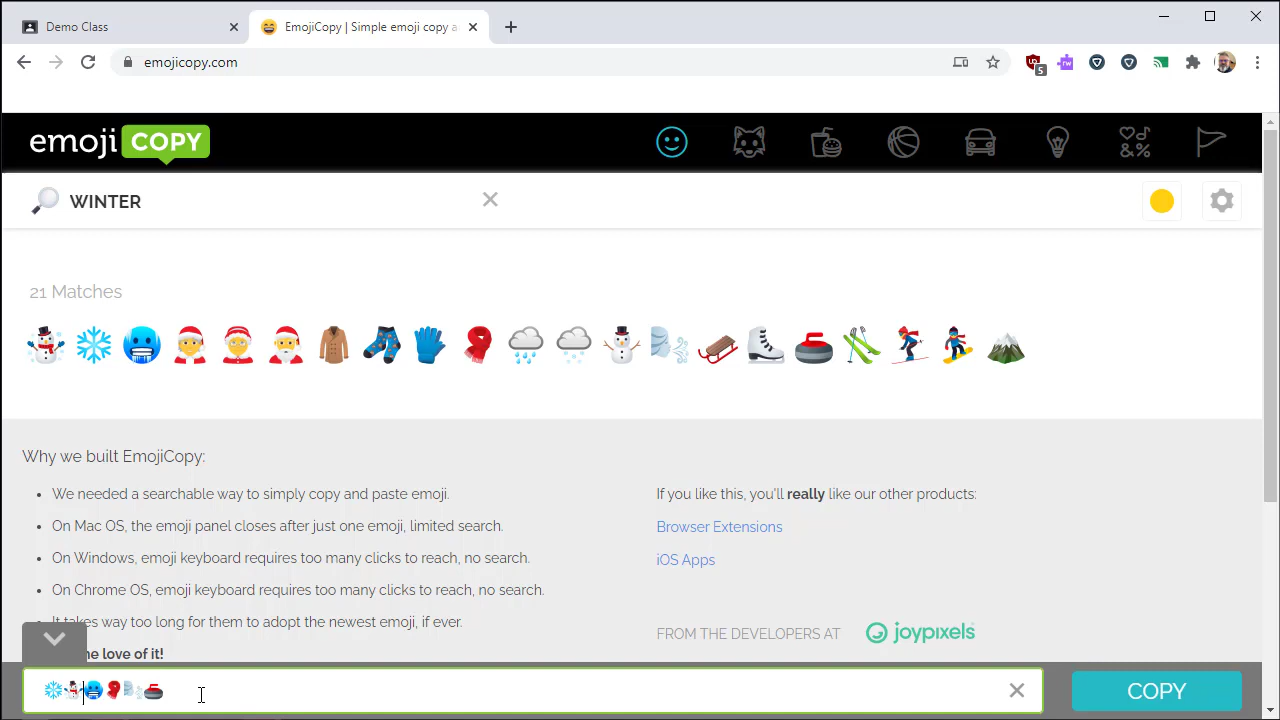 Demo Class
EmojiCopy | Simple emoji copy a
emojicopy.com
5
rw
emoji COPY
&%
WINTER
21 Matches
Why we built EmojiCopy:
We needed a searchable way to simply copy and paste emoji.
On Mac OS, the emoji panel closes after just one emoji, limited search.
On Windows, emoji keyboard requires too many clicks to reach, no search.
On Chrome OS, emoji keyboard requires too many clicks to reach, no search.
It takes way too long for them to adopt the newest emoji, if ever.
he love of it!
If you like this, you'll really like our other products:
Browser Extensions
iOS Apps
FROM THE DEVELOPERS AT joypixels
COPY